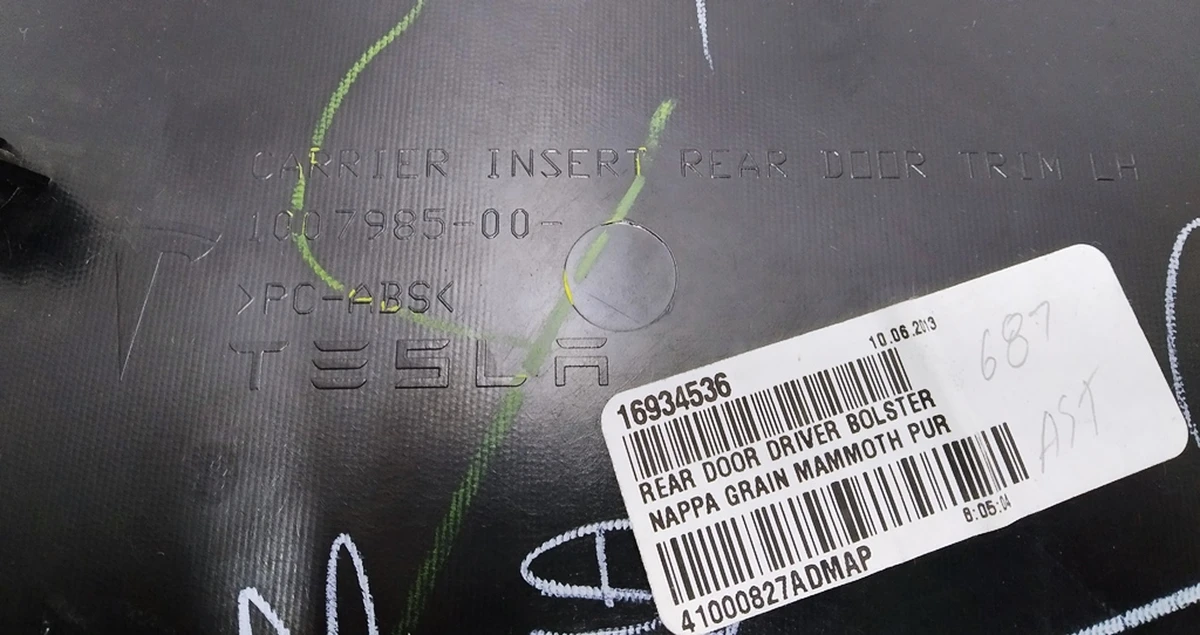 CARRIER INSERT REAR DOOR TRIM LH
1007985-00-
>PC-ABS<
TESLA
10.06.2013
16934536
REAR DOOR DRIVER BOLSTER
NAPPA GRAIN MAMMOTH PUR
8:05:04
41000827ADMAP
687
AST